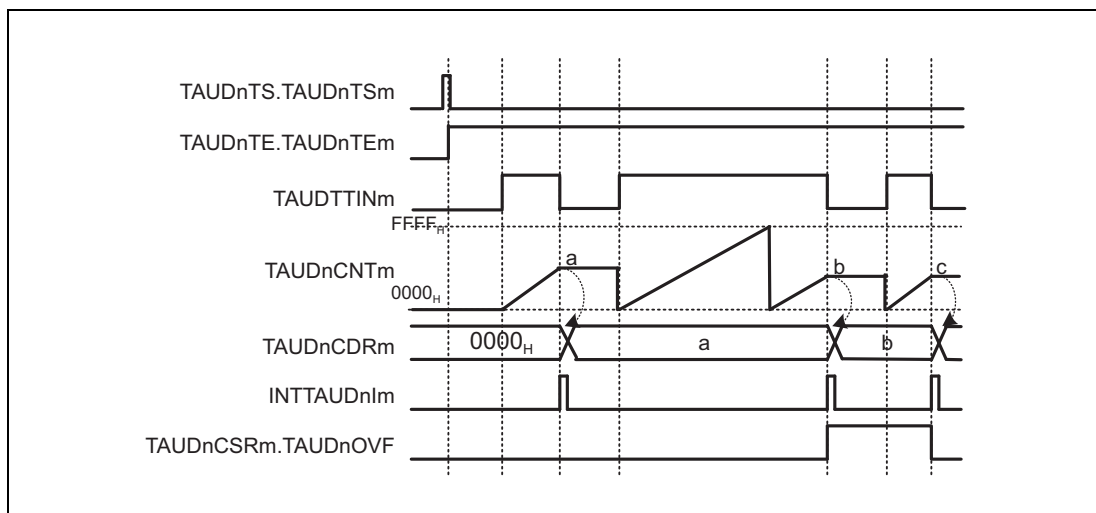 TAUDnTS.TAUDnTSm
TAUDnTE.TAUDnTEm
TAUDTTINm
FFFFH
TAUDnCNTm
a
b
c
0000H
TAUDnCDRm
0000H
a
b
INTTAUDnIm
TAUDnCSRm.TAUDnOVF